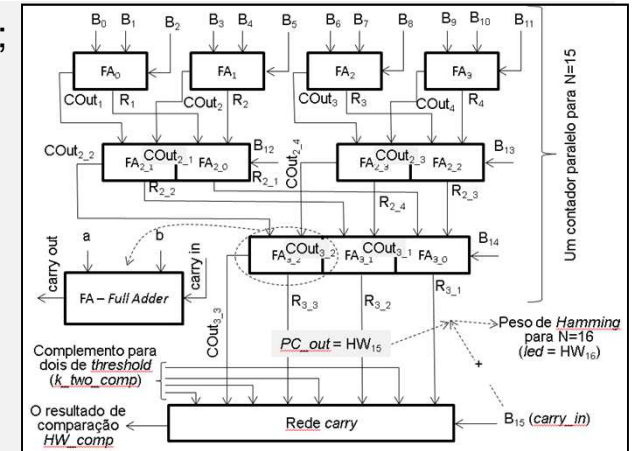 ;
B0 B1 B2 B3 B4 B5 B6 B7 B8 B9 B10 B11
FA0 FA1 FA2 FA3
COut1 R1 COut2 R2 COut3 R3 COut4 R4
COut2_2 FA2_1 COut2_1 FA2_0 B12 COut2_4 FA2_3 COut2_3 FA2_2 B13
R2_2 R2_1 R2_4 R2_3
Um contador paralelo para N=15
a b carry in
carry out
FA – Full Adder
FA3_2 COut3_2 FA3_1 COut3_1 FA3_0 B14
COut3_3 R3_3 R3_2 R3_1
PC_out = HW15
Peso de Hamming
para N=16
(led = HW16)
+
Complemento para
dois de threshold
(k_two_comp)
O resultado de
comparação
HW_comp
Rede carry
B15 (carry_in)